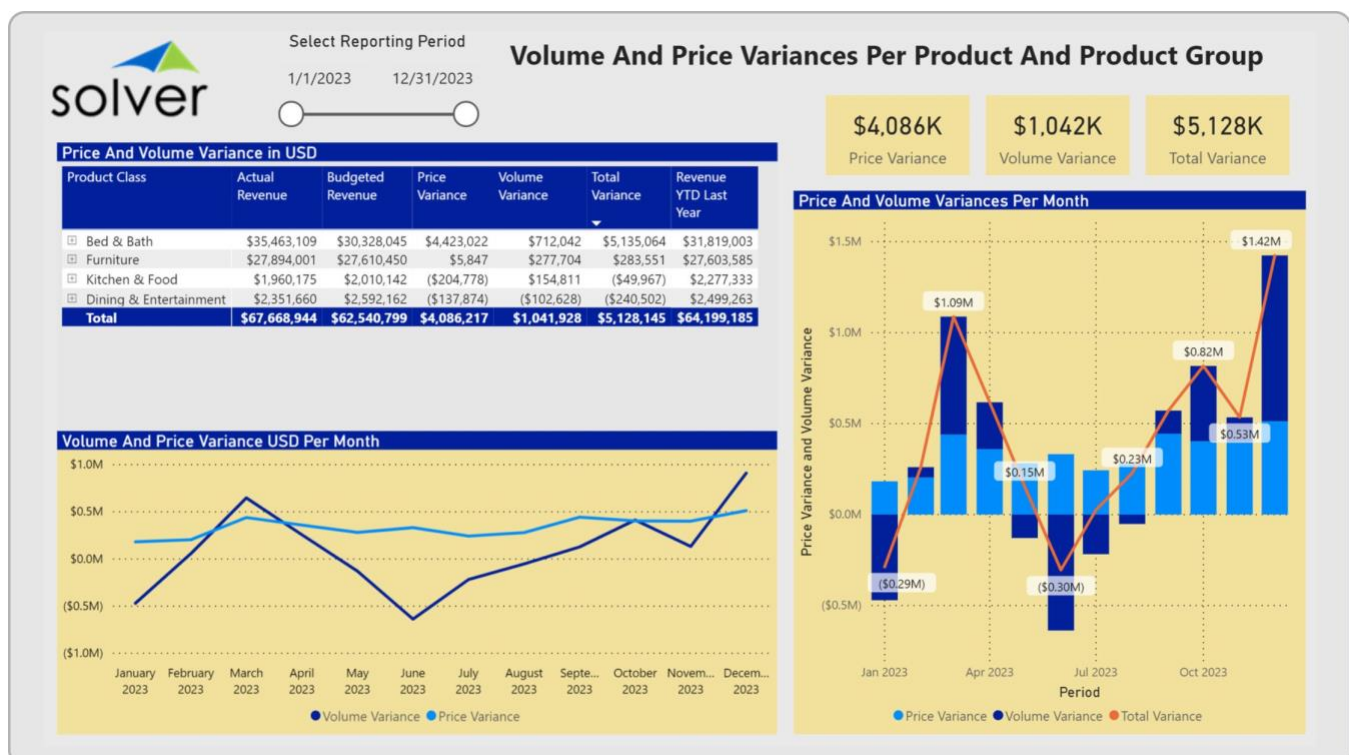 solver
Select Reporting Period
1/1/2023 12/31/2023
Volume And Price Variances Per Product And Product Group
$4,086K
Price Variance
$1,042K
Volume Variance
$5,128K
Total Variance
Price And Volume Variance in USD
Product Class Actual Revenue Budgeted Revenue Price Variance Volume Variance Total Variance Revenue YTD Last Year
Bed & Bath $35,463,109 $30,328,045 $4,423,022 $712,042 $5,135,064 $31,819,003
Furniture $27,894,001 $27,610,450 $5,847 $277,704 $283,551 $27,603,585
Kitchen & Food $1,960,175 $2,010,142 ($204,778) $154,811 ($49,967) $2,277,333
Dining & Entertainment $2,351,660 $2,592,162 ($137,874) ($102,628) ($240,502) $2,499,263
Total $67,668,944 $62,540,799 $4,086,217 $1,041,928 $5,128,145 $64,199,185
Volume And Price Variance USD Per Month
$1.0M
$0.5M
$0.0M
($0.5M)
($1.0M)
January February March April May June July August Septe... October Novem... Decem...
2023 2023 2023 2023 2023 2023 2023 2023 2023 2023 2023 2023
Volume Variance Price Variance
Price And Volume Variances Per Month
Price Variance and Volume Variance
$1.5M
$1.0M
$0.5M
$0.0M
($0.5M)
($0.29M)
$1.09M
$0.15M
($0.30M)
$0.23M
$0.82M
$0.53M
$1.42M
Jan 2023 Apr 2023 Jul 2023 Oct 2023
Period
Price Variance Volume Variance Total Variance